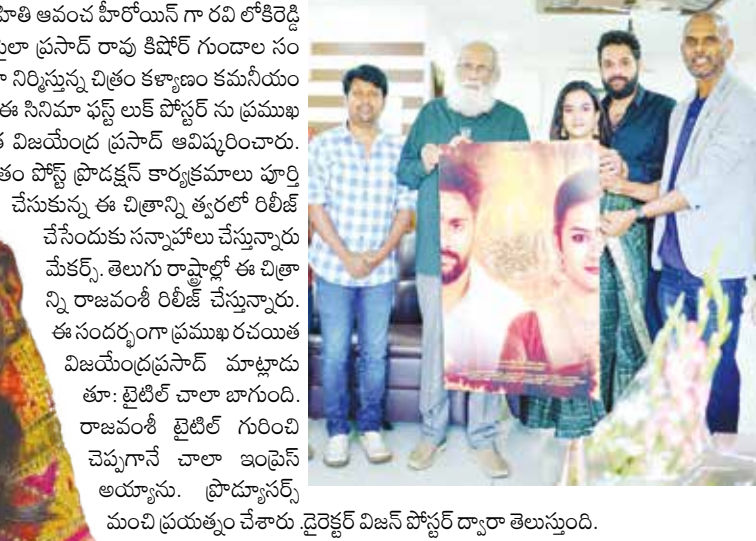 హితి ఆవంచ హీరోయిన్ గా రవి లోకిరెడ్డి
ప్రసాద్ రావు కిషోర్ గుండాల సం
నిర్మిస్తున్న చిత్రం కళ్యాణం కమనీయం
ఈ సినిమా ఫస్ట్ లుక్ పోస్టర్ ను ప్రముఖ
విజయేంద్ర ప్రసాద్ ఆవిష్కరించారు.
తం పోస్ట్ ప్రొడక్షన్ కార్యక్రమాలు పూర్తి
చేసుకున్న ఈ చిత్రాన్ని త్వరలో రిలీజ్
చేసేందుకు సన్నాహాలు చేస్తున్నారు
మేకర్స్. తెలుగు రాష్ట్రాల్లో ఈ చిత్రా
న్ని రాజవంశీ రిలీజ్ చేస్తున్నారు.
ఈ సందర్భంగా ప్రముఖ రచయిత
విజయేంద్రప్రసాద్ మాట్లాడు
తూ: టైటిల్ చాలా బాగుంది.
రాజవంశీ టైటిల్ గురించి
చెప్పగానే చాలా ఇంప్రెస్
అయ్యాను. ప్రొడ్యూసర్స్
మంచి ప్రయత్నం చేశారు .డైరెక్టర్ విజన్ పోస్టర్ ద్వారా తెలుస్తుంది.